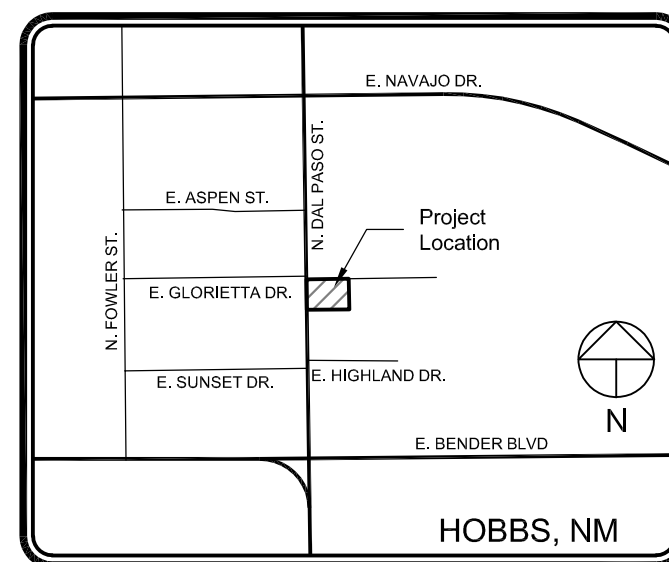 E. NAVAJO DR.
N. DAL PASO ST.
E. ASPEN ST.
Project
Location
N. FOWLER ST.
E. GLORIETTA DR.
E. SUNSET DR.
E. HIGHLAND DR.
N
E. BENDER BLVD
HOBBS, NM